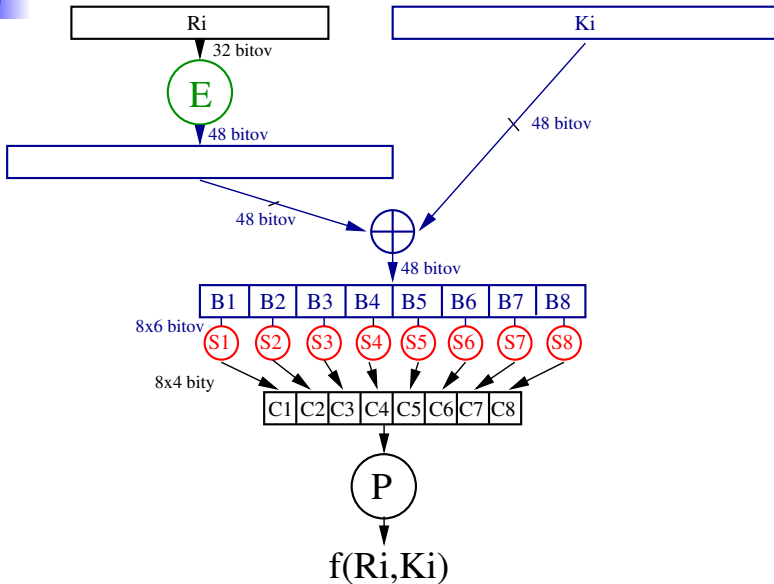 Ri
Ki
32 bitov
E
48 bitov
48 bitov
48 bitov
48 bitov
B1 B2 B3 B4 B5 B6 B7 B8
8x6 bitov
S1 S2 S3 S4 S5 S6 S7 S8
8x4 bity
C1 C2 C3 C4 C5 C6 C7 C8
P
f(Ri,Ki)